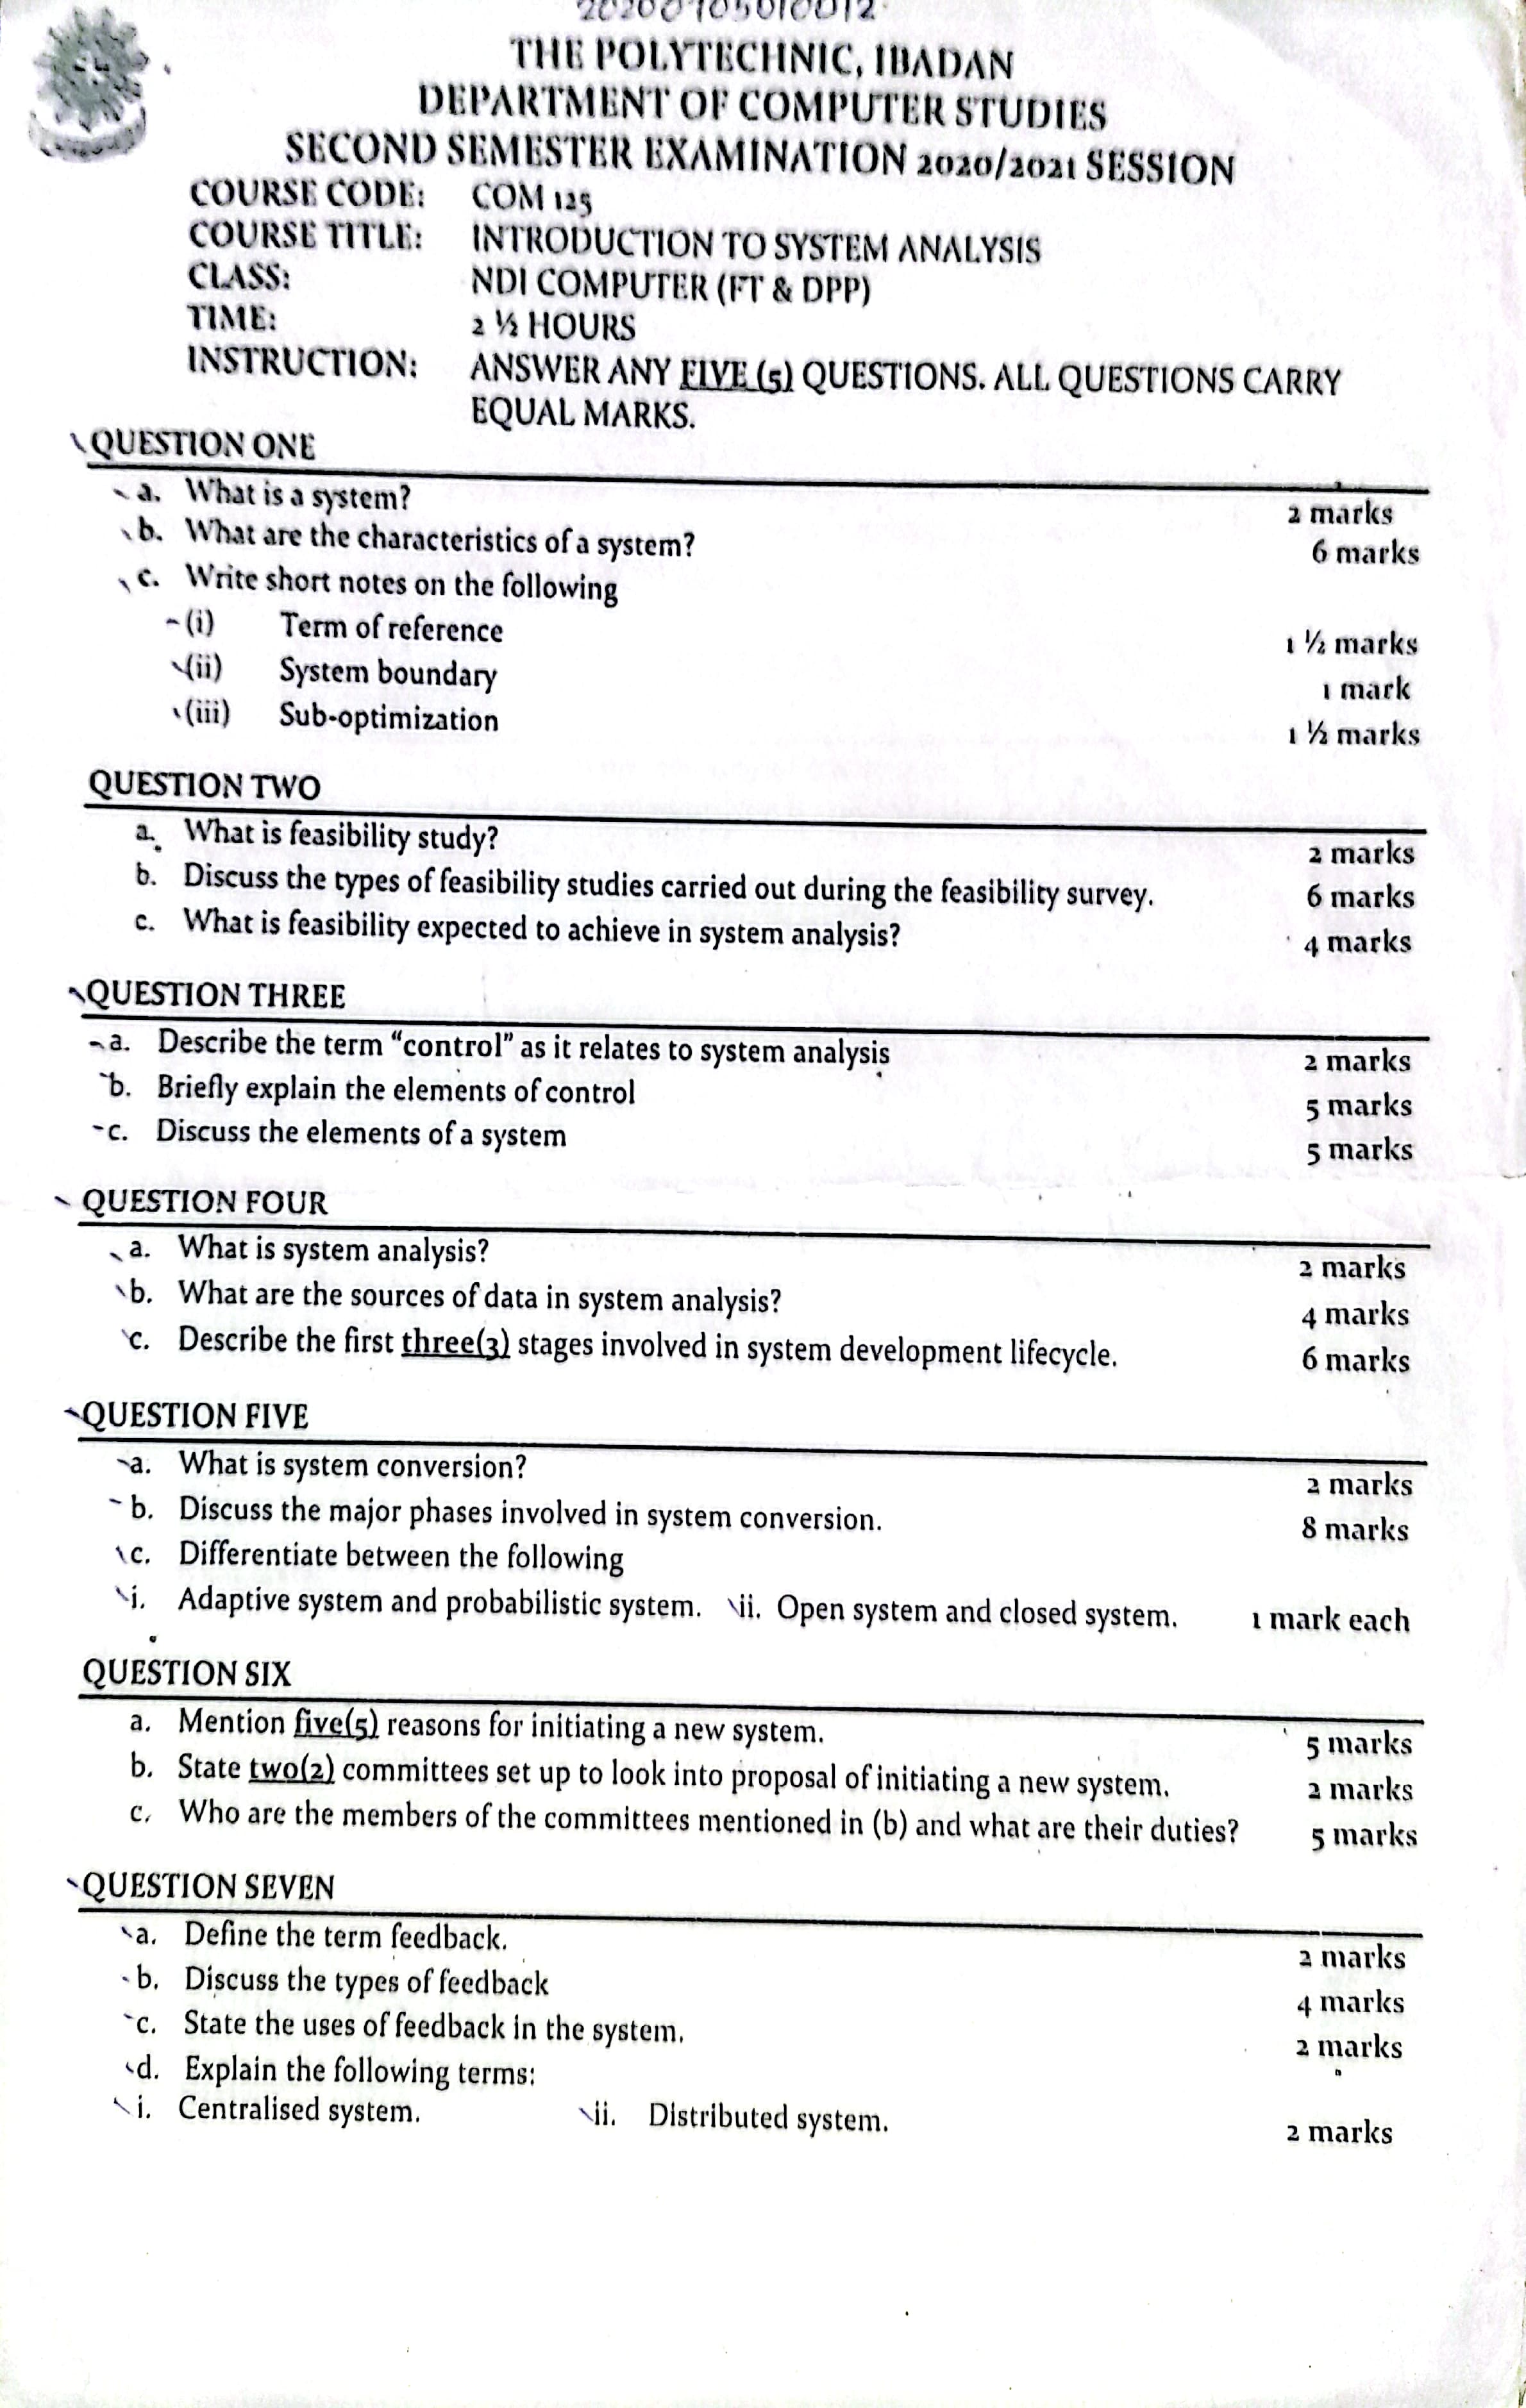 20200705010012
THE POLYTECHNIC, IBADAN
DEPARTMENT OF COMPUTER STUDIES
SECOND SEMESTER EXAMINATION 2020/2021 SESSION
COURSE CODE: COM 125
COURSE TITLE: INTRODUCTION TO SYSTEM ANALYSIS
CLASS: NDI COMPUTER (FT & DPP)
TIME: 2 ½ HOURS
INSTRUCTION: ANSWER ANY FIVE (5) QUESTIONS. ALL QUESTIONS CARRY
EQUAL MARKS.
QUESTION ONE
a. What is a system? 2 marks
b. What are the characteristics of a system? 6 marks
c. Write short notes on the following
(i) Term of reference 1 ½ marks
(ii) System boundary 1 mark
(iii) Sub-optimization 1 ½ marks
QUESTION TWO
a. What is feasibility study? 2 marks
b. Discuss the types of feasibility studies carried out during the feasibility survey. 6 marks
c. What is feasibility expected to achieve in system analysis? 4 marks
QUESTION THREE
a. Describe the term “control” as it relates to system analysis 2 marks
b. Briefly explain the elements of control 5 marks
c. Discuss the elements of a system 5 marks
QUESTION FOUR
a. What is system analysis? 2 marks
b. What are the sources of data in system analysis? 4 marks
c. Describe the first three(3) stages involved in system development lifecycle. 6 marks
QUESTION FIVE
a. What is system conversion? 2 marks
b. Discuss the major phases involved in system conversion. 8 marks
c. Differentiate between the following
i. Adaptive system and probabilistic system. ii. Open system and closed system. 1 mark each
QUESTION SIX
a. Mention five(5) reasons for initiating a new system. 5 marks
b. State two(2) committees set up to look into proposal of initiating a new system. 2 marks
c. Who are the members of the committees mentioned in (b) and what are their duties? 5 marks
QUESTION SEVEN
a. Define the term feedback. 2 marks
b. Discuss the types of feedback 4 marks
c. State the uses of feedback in the system. 2 marks
d. Explain the following terms:
i. Centralised system. ii. Distributed system. 2 marks